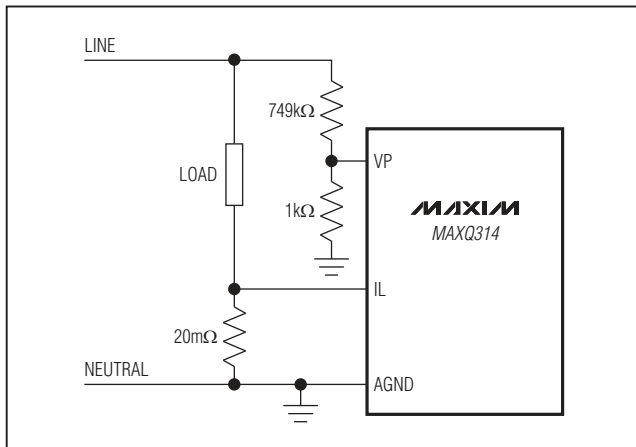 LINE
749kΩ
VP
LOAD
MAXIM
MAXQ314
1kΩ
IL
20mΩ
NEUTRAL
AGND